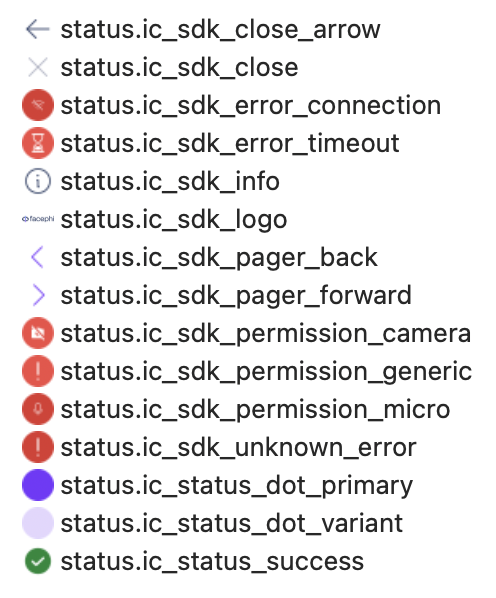 status.ic_sdk_close_arrow
status.ic_sdk_close
status.ic_sdk_error_connection
status.ic_sdk_error_timeout
status.ic_sdk_info
facephi status.ic_sdk_logo
status.ic_sdk_pager_back
status.ic_sdk_pager_forward
status.ic_sdk_permission_camera
status.ic_sdk_permission_generic
status.ic_sdk_permission_micro
status.ic_sdk_unknown_error
status.ic_status_dot_primary
status.ic_status_dot_variant
status.ic_status_success